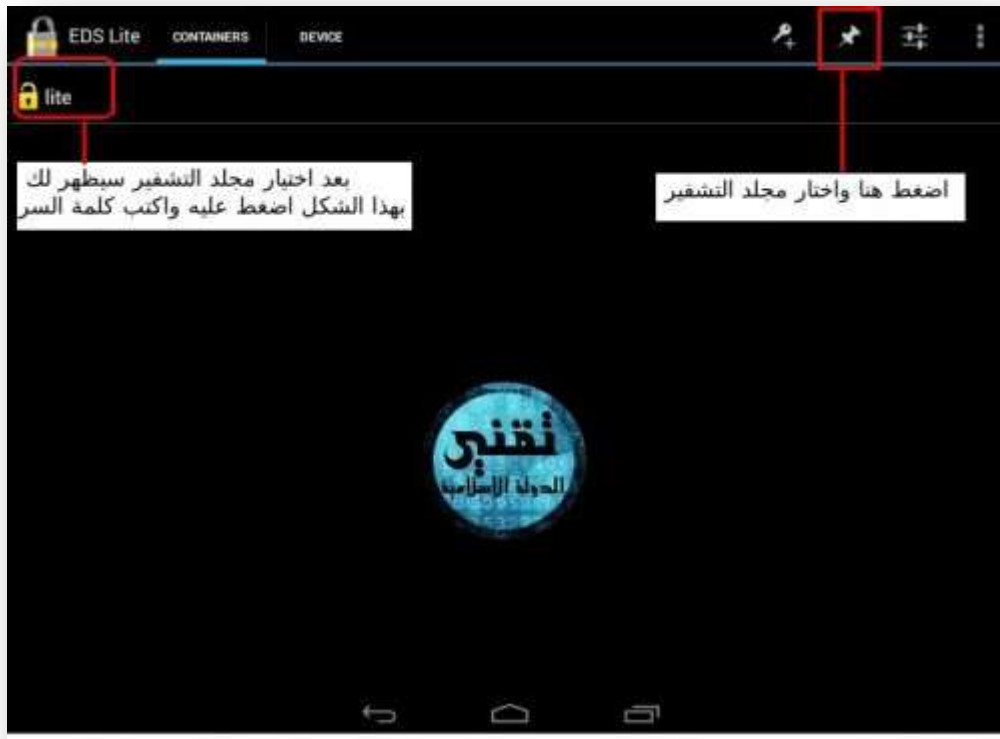 EDS Lite
CONTAINERS
DEVICE
lite
بعد اختيار مجلد التشفير سيظهر لك
بهذا الشكل اضغط عليه واكتب كلمة السر
اضغط هنا واختار مجلد التشفير
تقني
الدولة الإسلامية